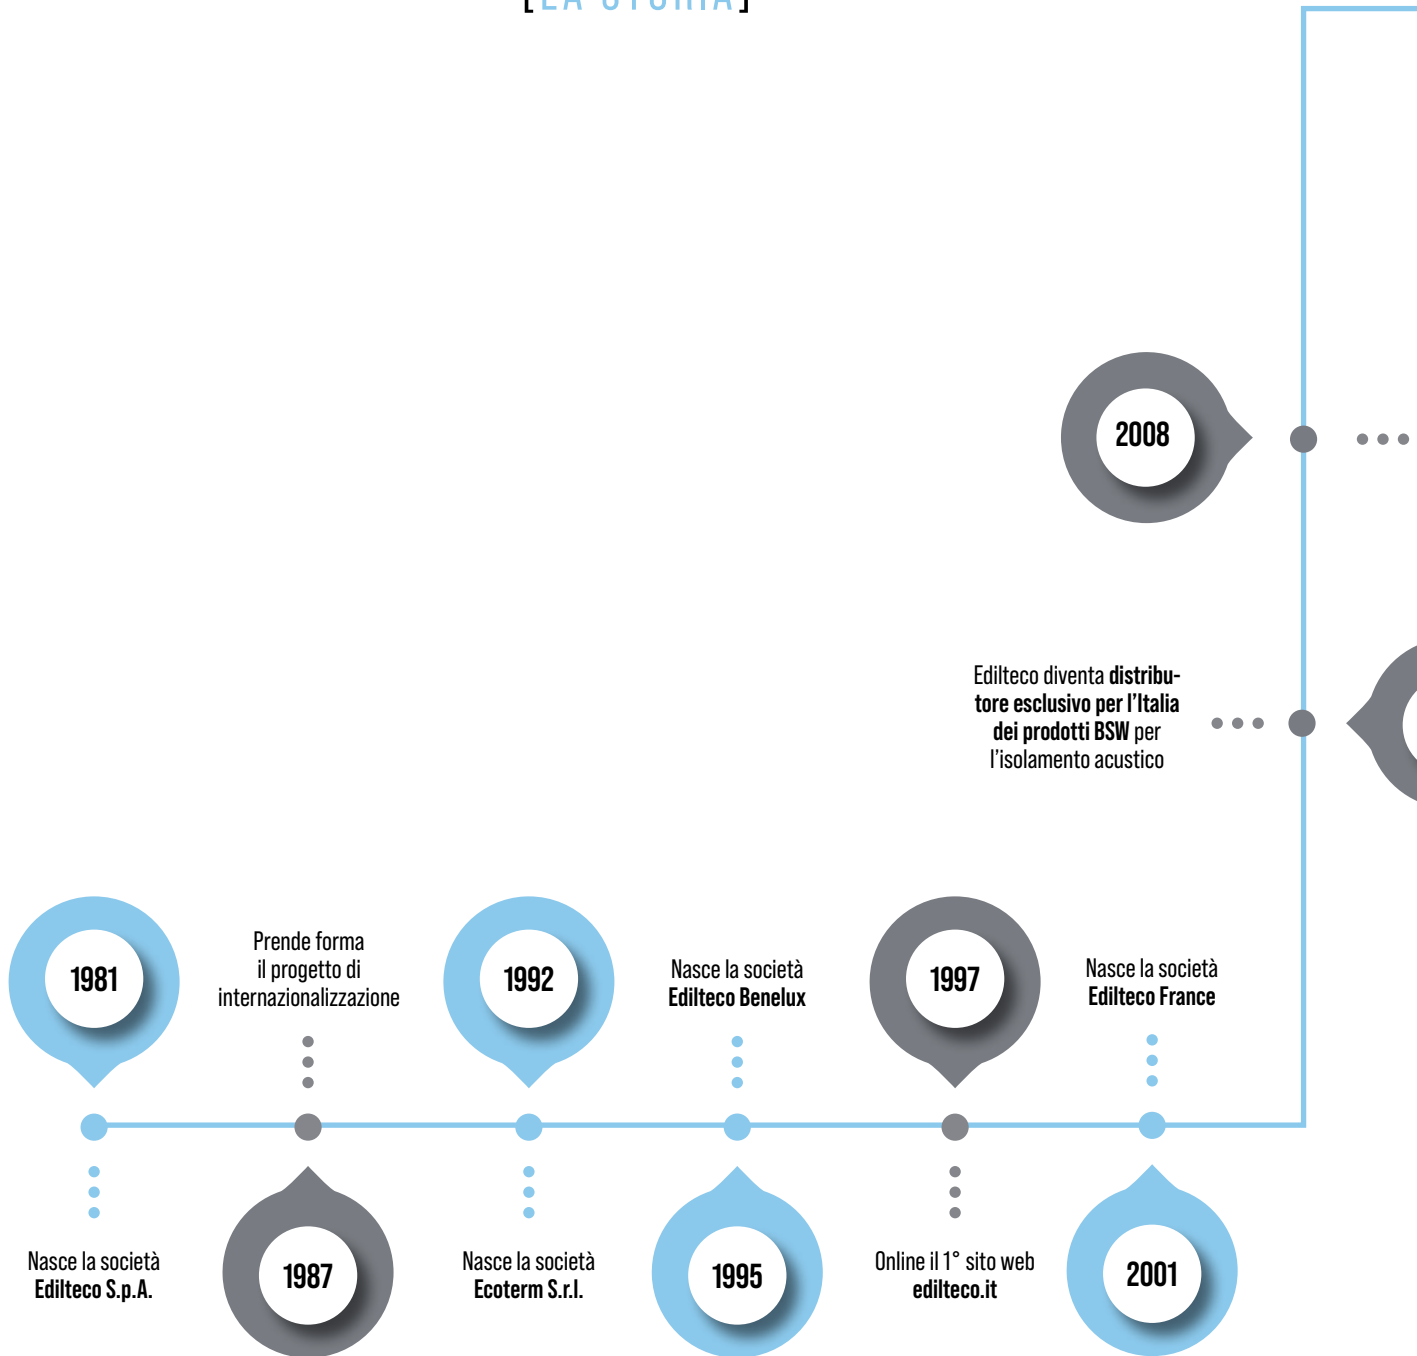 [LA STORIA]
2008
Edilteco diventa distribu-
tore esclusivo per l'Italia
dei prodotti BSW per
l'isolamento acustico
1981
Prende forma
il progetto di
internazionalizzazione
1992
Nasce la società
Edilteco Benelux
1997
Nasce la società
Edilteco France
Nasce la società
Edilteco S.p.A.
1987
Nasce la società
Ecoterm S.r.l.
1995
Online il 1° sito web
edilteco.it
2001